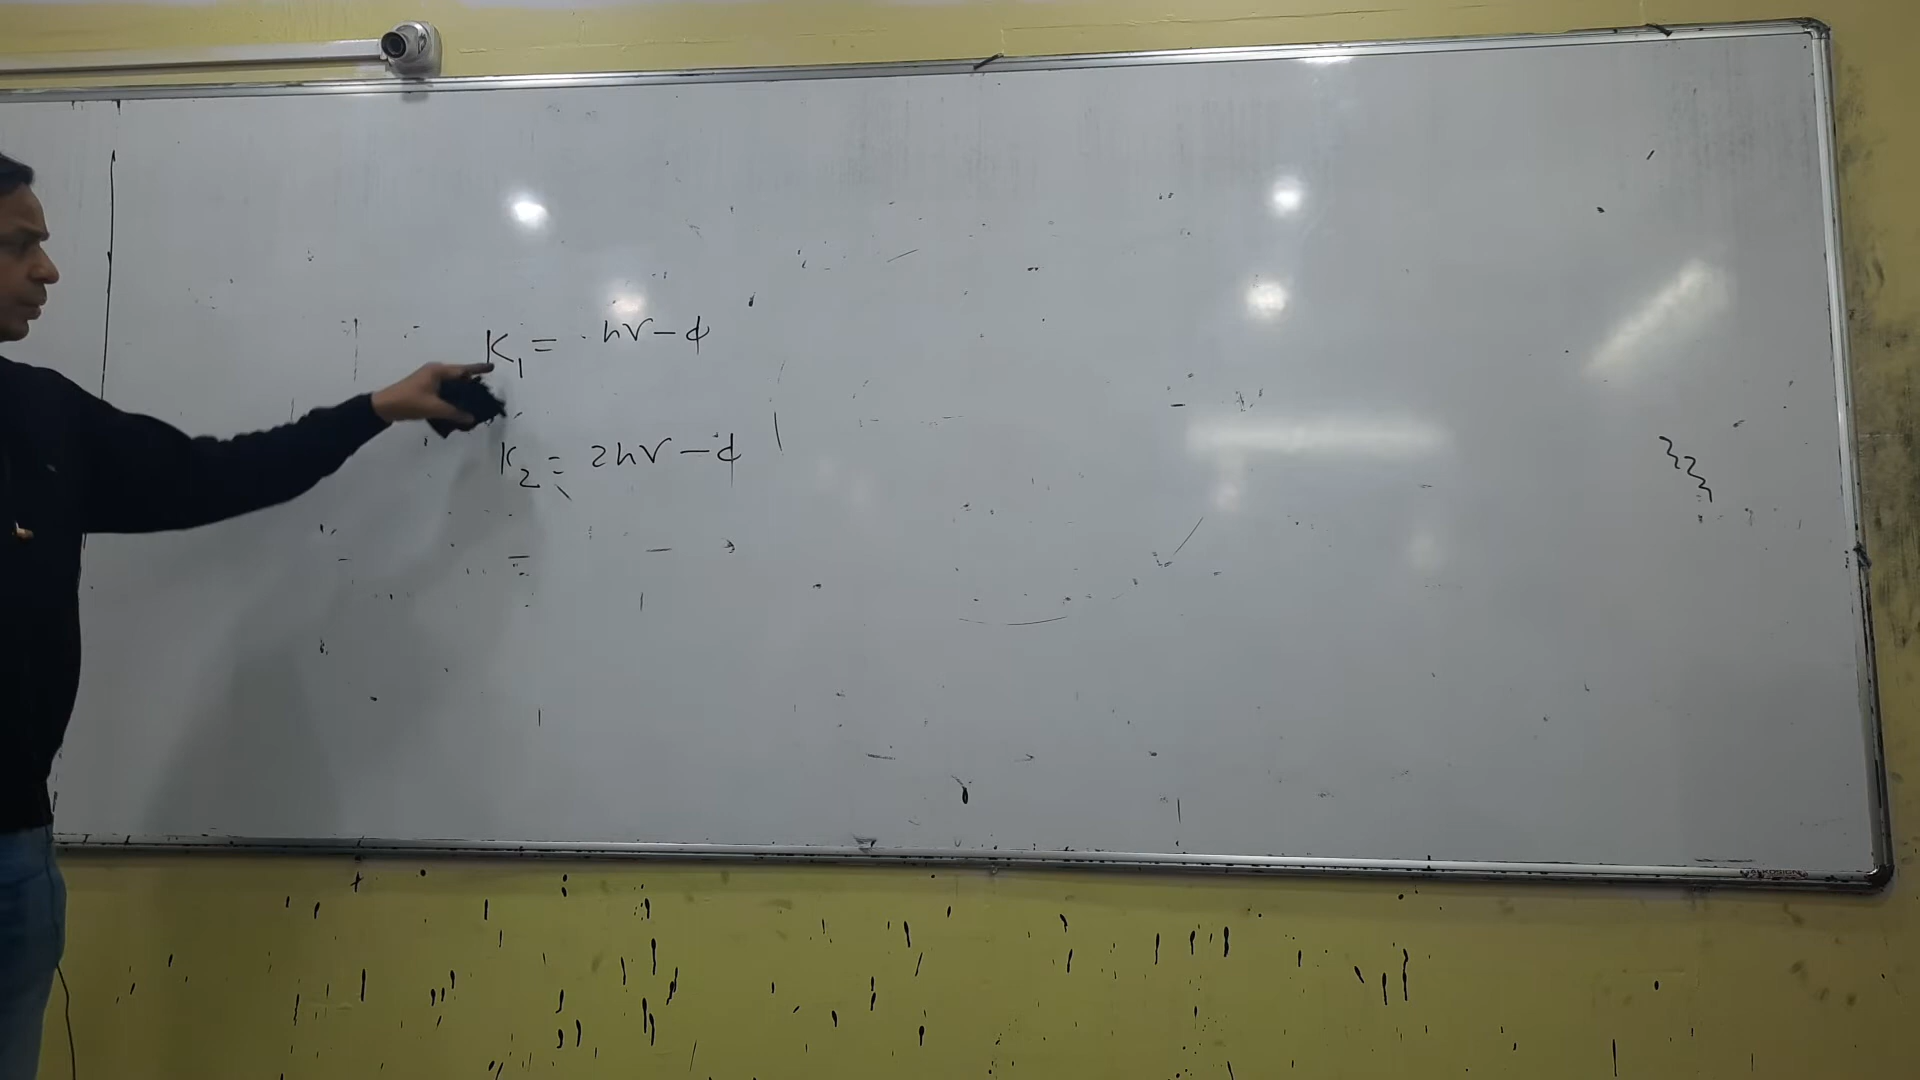 K₁ = hν − ϕ
K₂ = 2hν − ϕ